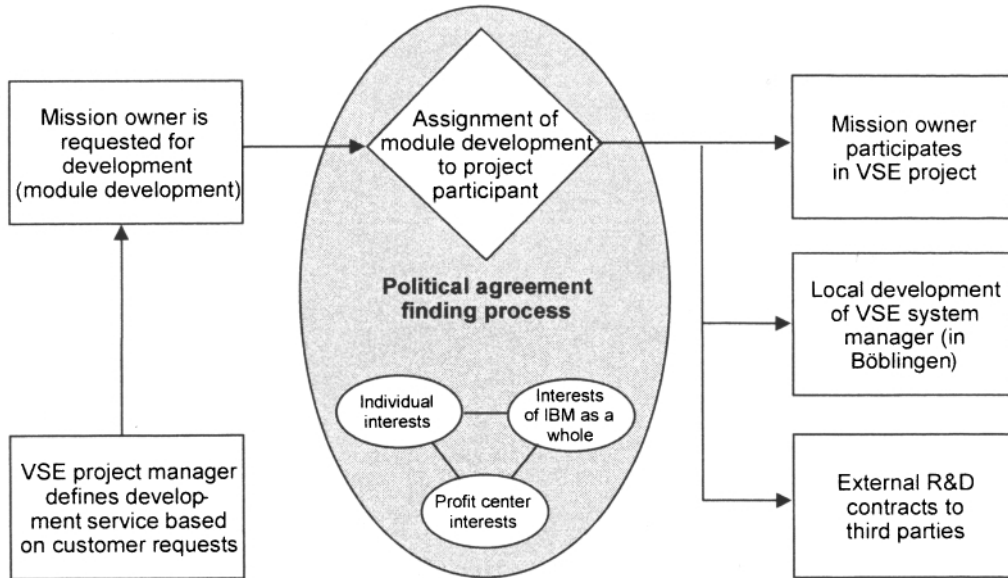 Mission owner is
requested for
development
(module development)
VSE project manager
defines develop-
ment service based
on customer requests
Assignment of
module development
to project
participant
Political agreement
finding process
Individual
interests
Interests
of IBM as a
whole
Profit center
interests
Mission owner
participates
in VSE project
Local development
of VSE system
manager (in
Böblingen)
External R&D
contracts to
third parties